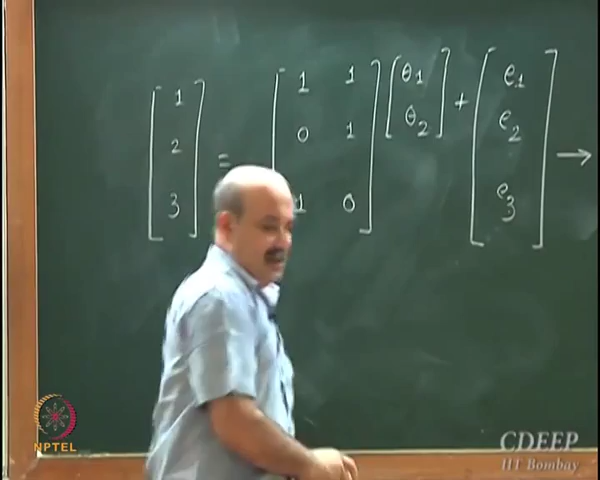 [1 2 3] = [1 1 0 1 1 0] [θ1 θ2] + [e1 e2 e3] →
NPTEL
CDEEP
IIT Bombay